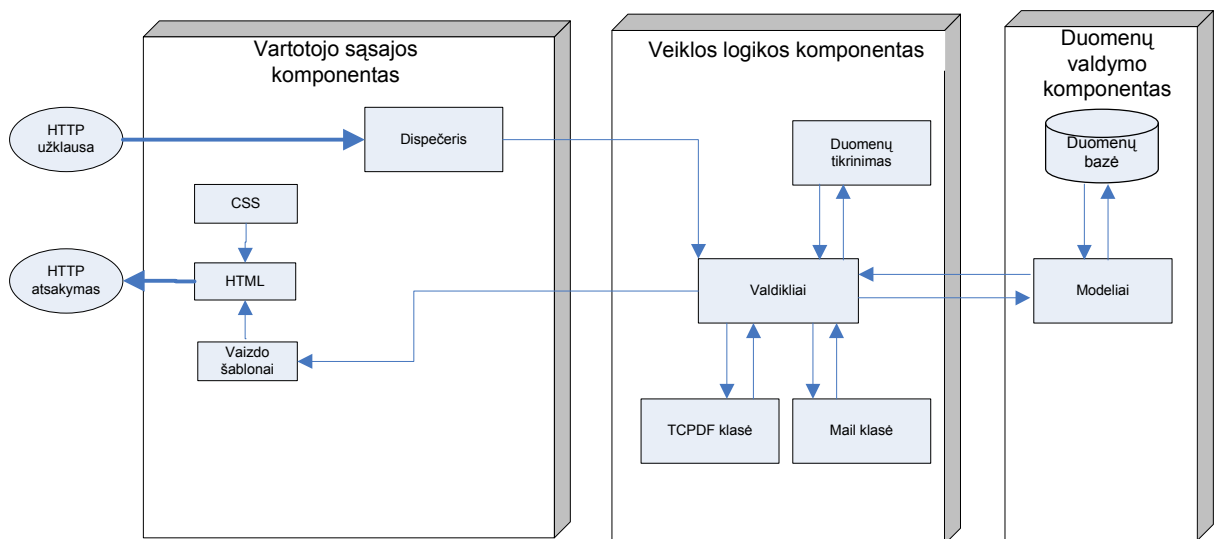 Vartotojo sąsajos
komponentas
Veiklos logikos komponentas
Duomenų
valdymo
komponentas
HTTP
užklausa
Dispečeris
Duomenų
tikrinimas
Duomenų
bazė
CSS
HTTP
atsakymas
HTML
Valdikliai
Modeliai
Vaizdo
šablonai
TCPDF klasė
Mail klasė